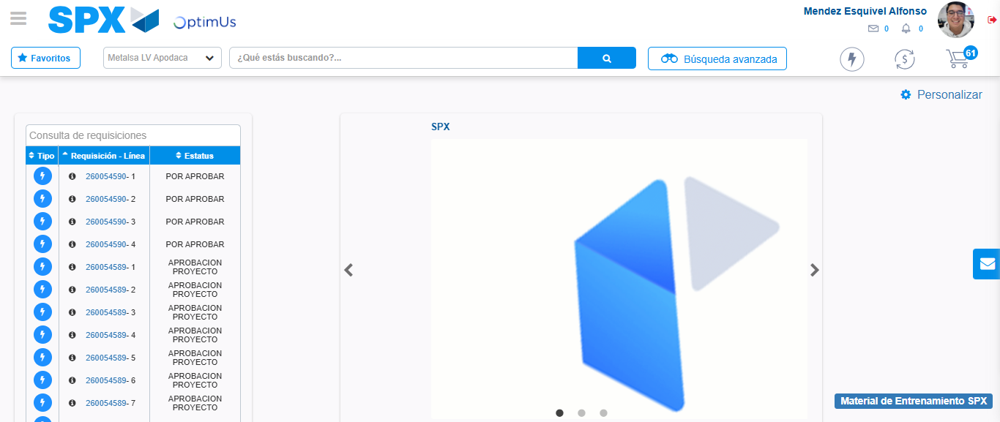 SPX
OptimUs
Mendez Esquivel Alfonso
0 0
Favoritos
Metalsa LV Apodaca
¿Qué estás buscando?...
Búsqueda avanzada
$
61
Personalizar
Consulta de requisiciones
Tipo Requisición - Línea Estatus
260054590- 1 POR APROBAR
260054590- 2 POR APROBAR
260054590- 3 POR APROBAR
260054590- 4 POR APROBAR
260054589- 1 APROBACION
PROYECTO
260054589- 2 APROBACION
PROYECTO
260054589- 3 APROBACION
PROYECTO
260054589- 4 APROBACION
PROYECTO
260054589- 5 APROBACION
PROYECTO
260054589- 6 APROBACION
PROYECTO
260054589- 7 APROBACION
PROYECTO
SPX
Material de Entrenamiento SPX